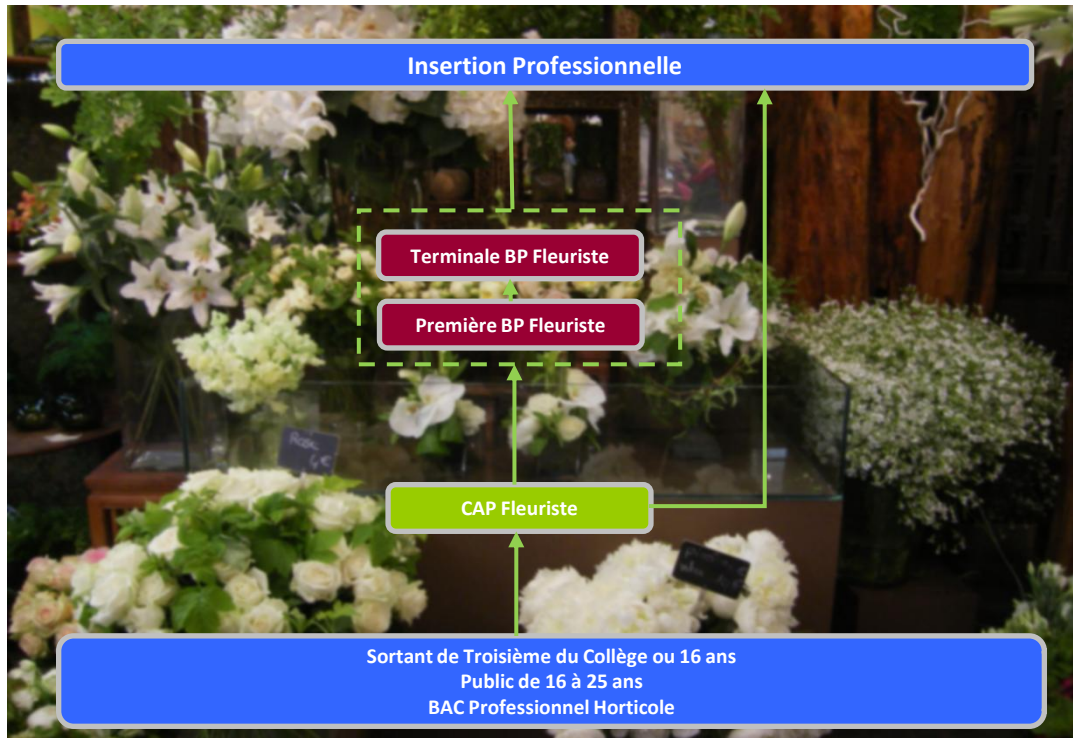 Insertion Professionnelle
Terminale BP Fleuriste
Première BP Fleuriste
CAP Fleuriste
Sortant de Troisième du Collège ou 16 ans
Public de 16 à 25 ans
BAC Professionnel Horticole